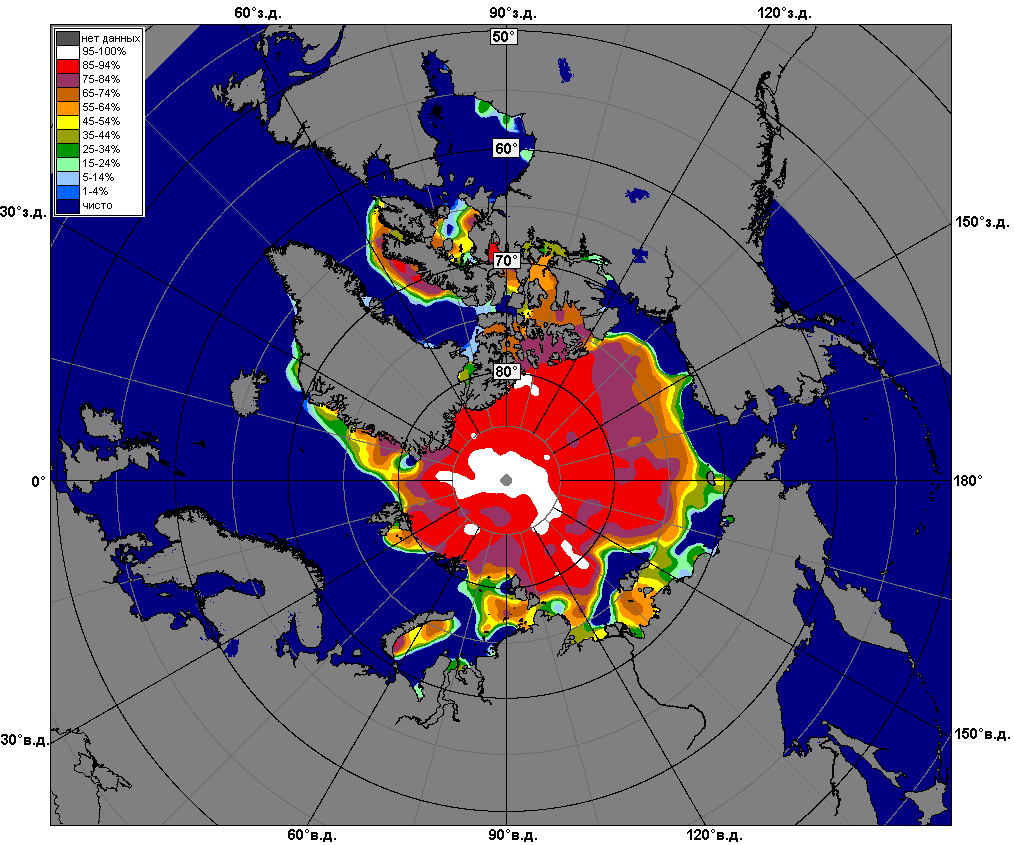 60°з.д.
90°з.д.
120°з.д.
50°
нет данных
95-100%
85-94%
75-84%
65-74%
55-64%
45-54%
35-44%
25-34%
15-24%
5-14%
1-4%
чисто
60°
30°з.д.
150°з.д.
70°
80°
0°
180°
30°в.д.
150°в.д.
60°в.д.
90°в.д.
120°в.д.